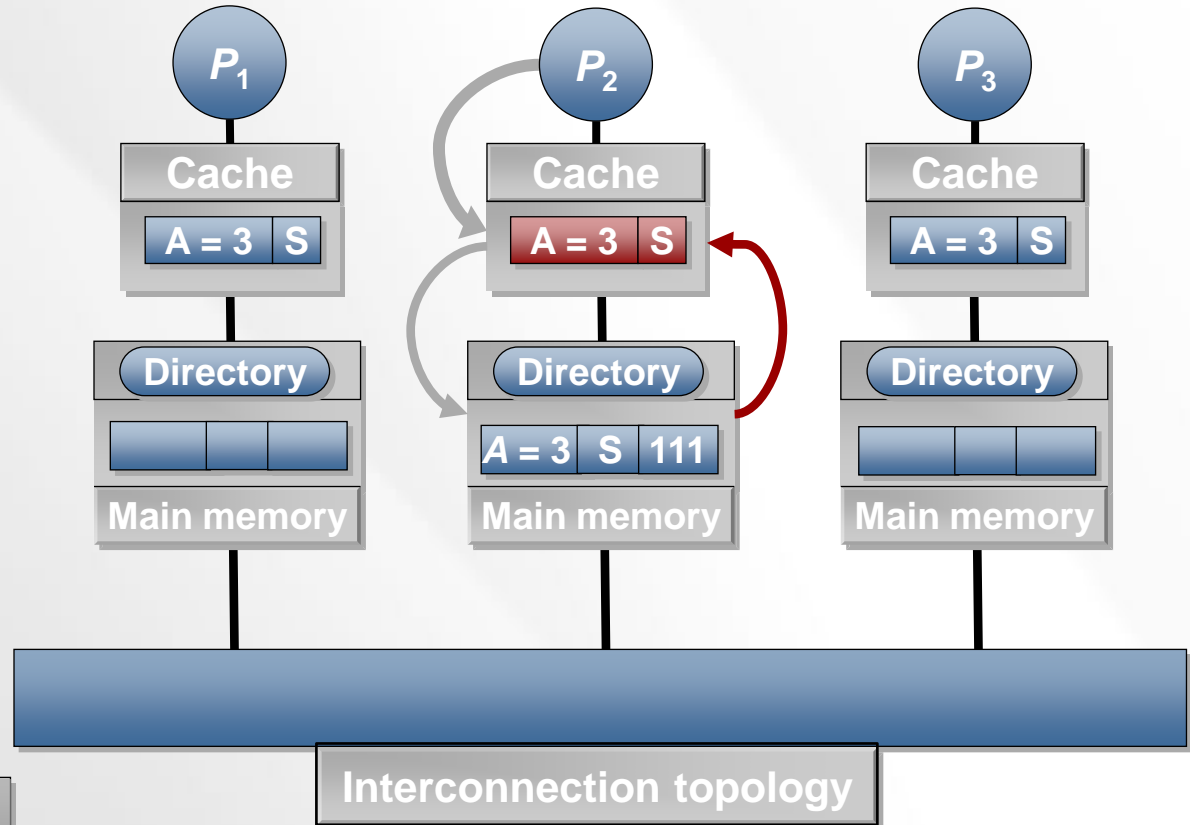 P1 P2 P3
Cache Cache Cache
A = 3 S A = 3 S A = 3 S
Directory Directory Directory
A = 3 S 111
Main memory Main memory Main memory
Interconnection topology